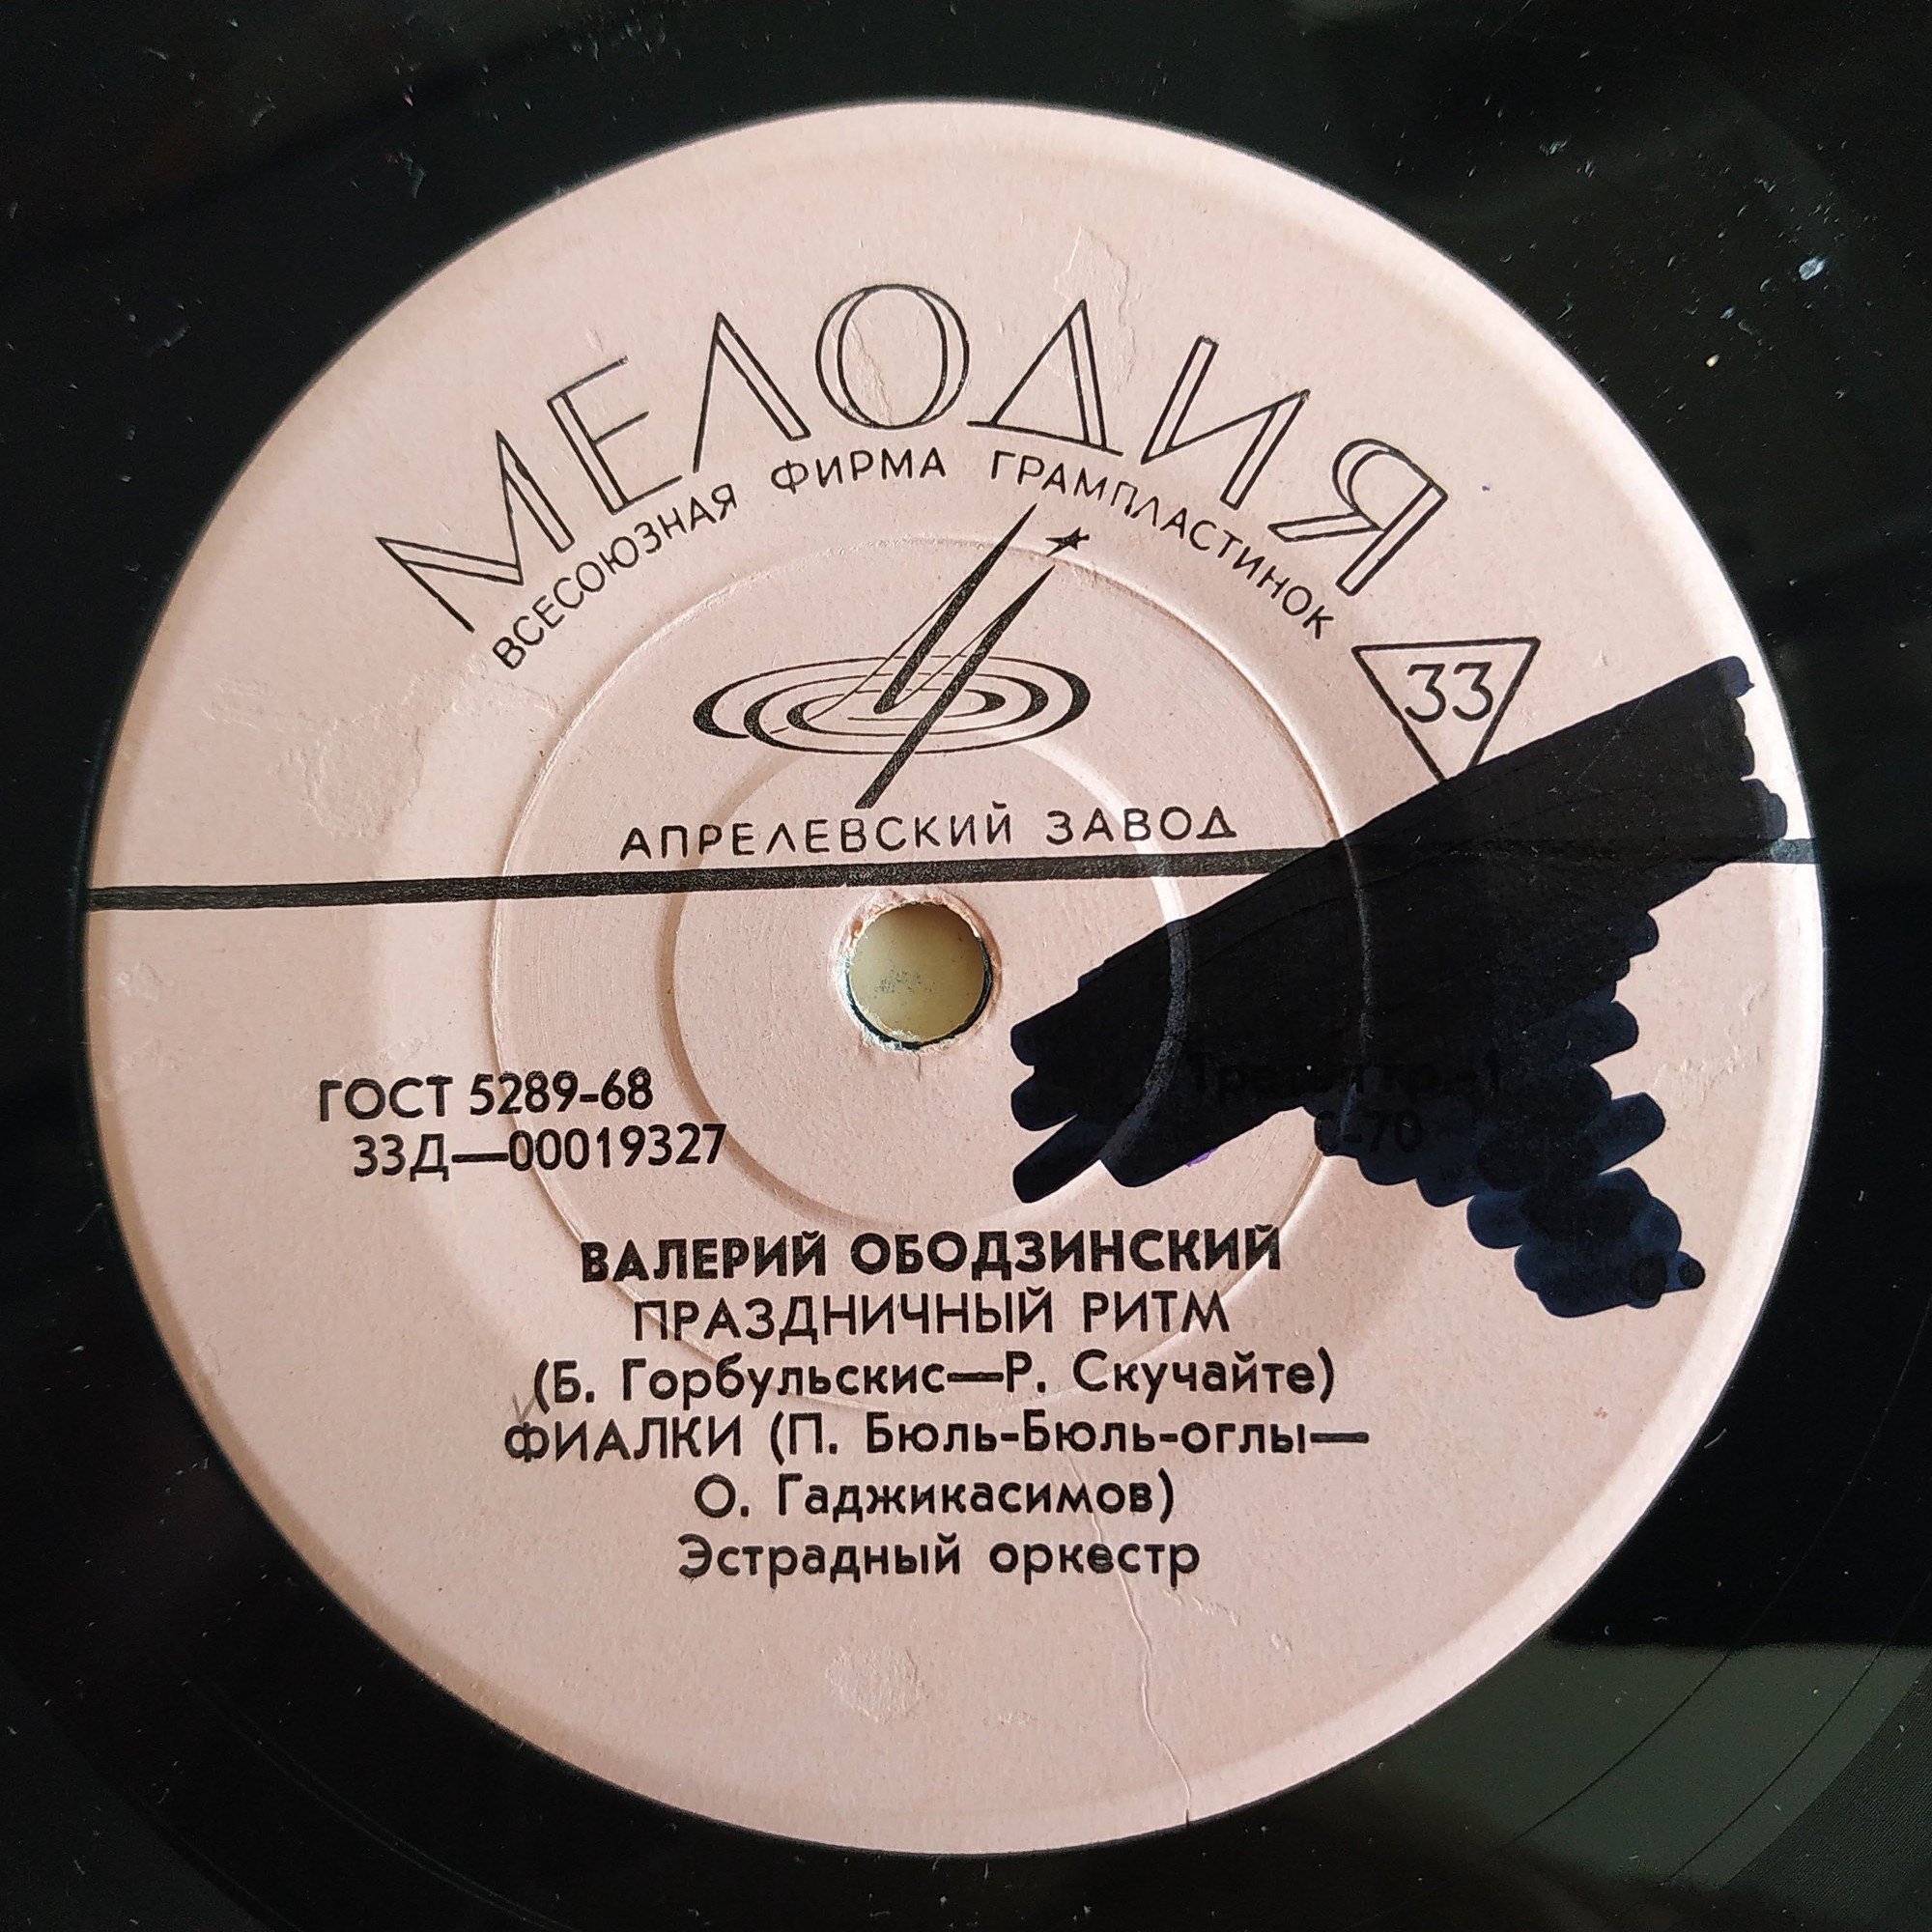 МЕЛОДИЯ
ВСЕСОЮЗНАЯ ФИРМА ГРАМПЛАСТИНОК
33
АПРЕЛЕВСКИЙ ЗАВОД
ГОСТ 5289-68
33Д—00019327
ВАЛЕРИЙ ОБОДЗИНСКИЙ
ПРАЗДНИЧНЫЙ РИТМ
(Б. Горбульскис—Р. Скучайте)
ФИАЛКИ (П. Бюль-Бюль-оглы—
О. Гаджикасимов)
Эстрадный оркестр